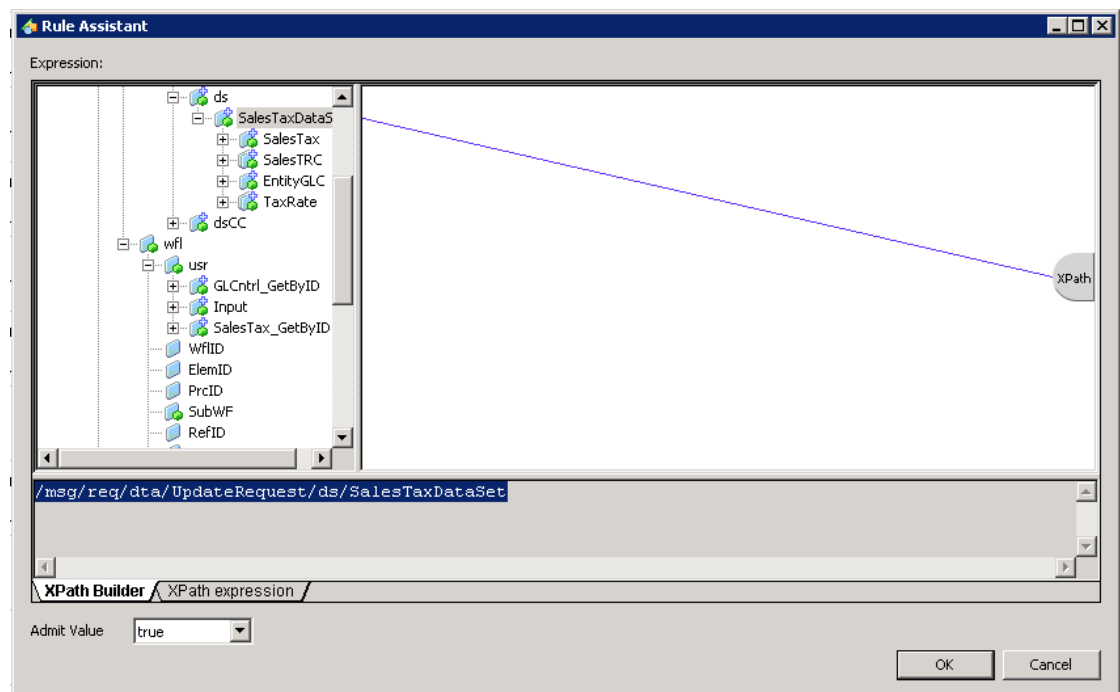 Rule Assistant
Expression:
ds
SalesTaxDataS
SalesTax
SalesTRC
EntityGLC
TaxRate
dsCC
wfl
usr
GLCntrl_GetByID
Input
SalesTax_GetByID
WflID
ElemID
PrcID
SubWF
RefID
XPath
/msg/req/dta/UpdateRequest/ds/SalesTaxDataSet
XPath Builder XPath expression
Admit Value true
OK Cancel